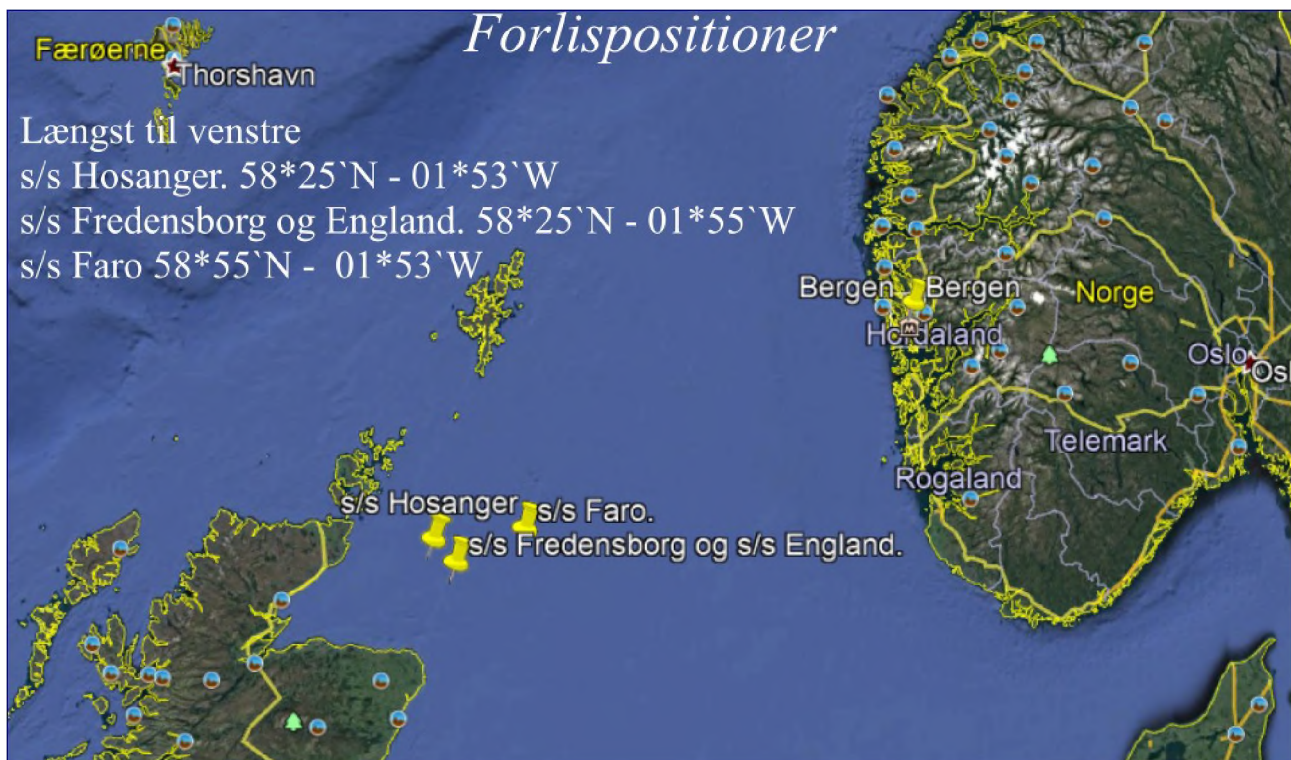 Forlispositioner
Færøerne
Thorshavn
Længst til venstre
s/s Hosanger. 58*25`N - 01*53`W
s/s Fredensborg og England. 58*25`N - 01*55`W
s/s Faro 58*55`N -  01*53`W
Bergen
Bergen
Norge
Hordaland
Oslo
Osl
Telemark
Rogaland
s/s Hosanger
s/s Faro.
s/s Fredensborg og s/s England.